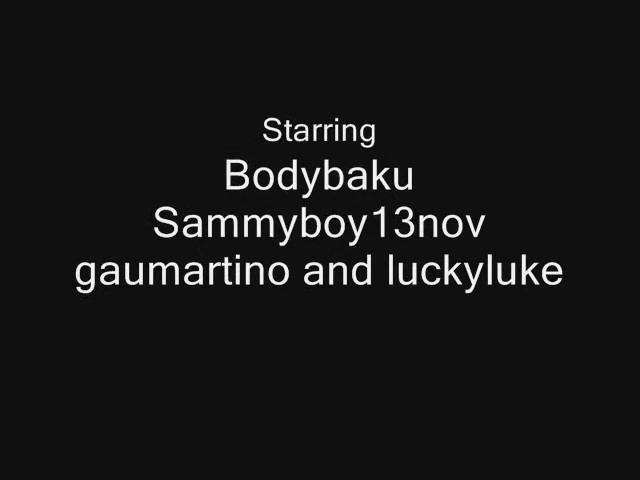 Starring
Bodybaku
Sammyboy13nov
gaumartino and luckyluke